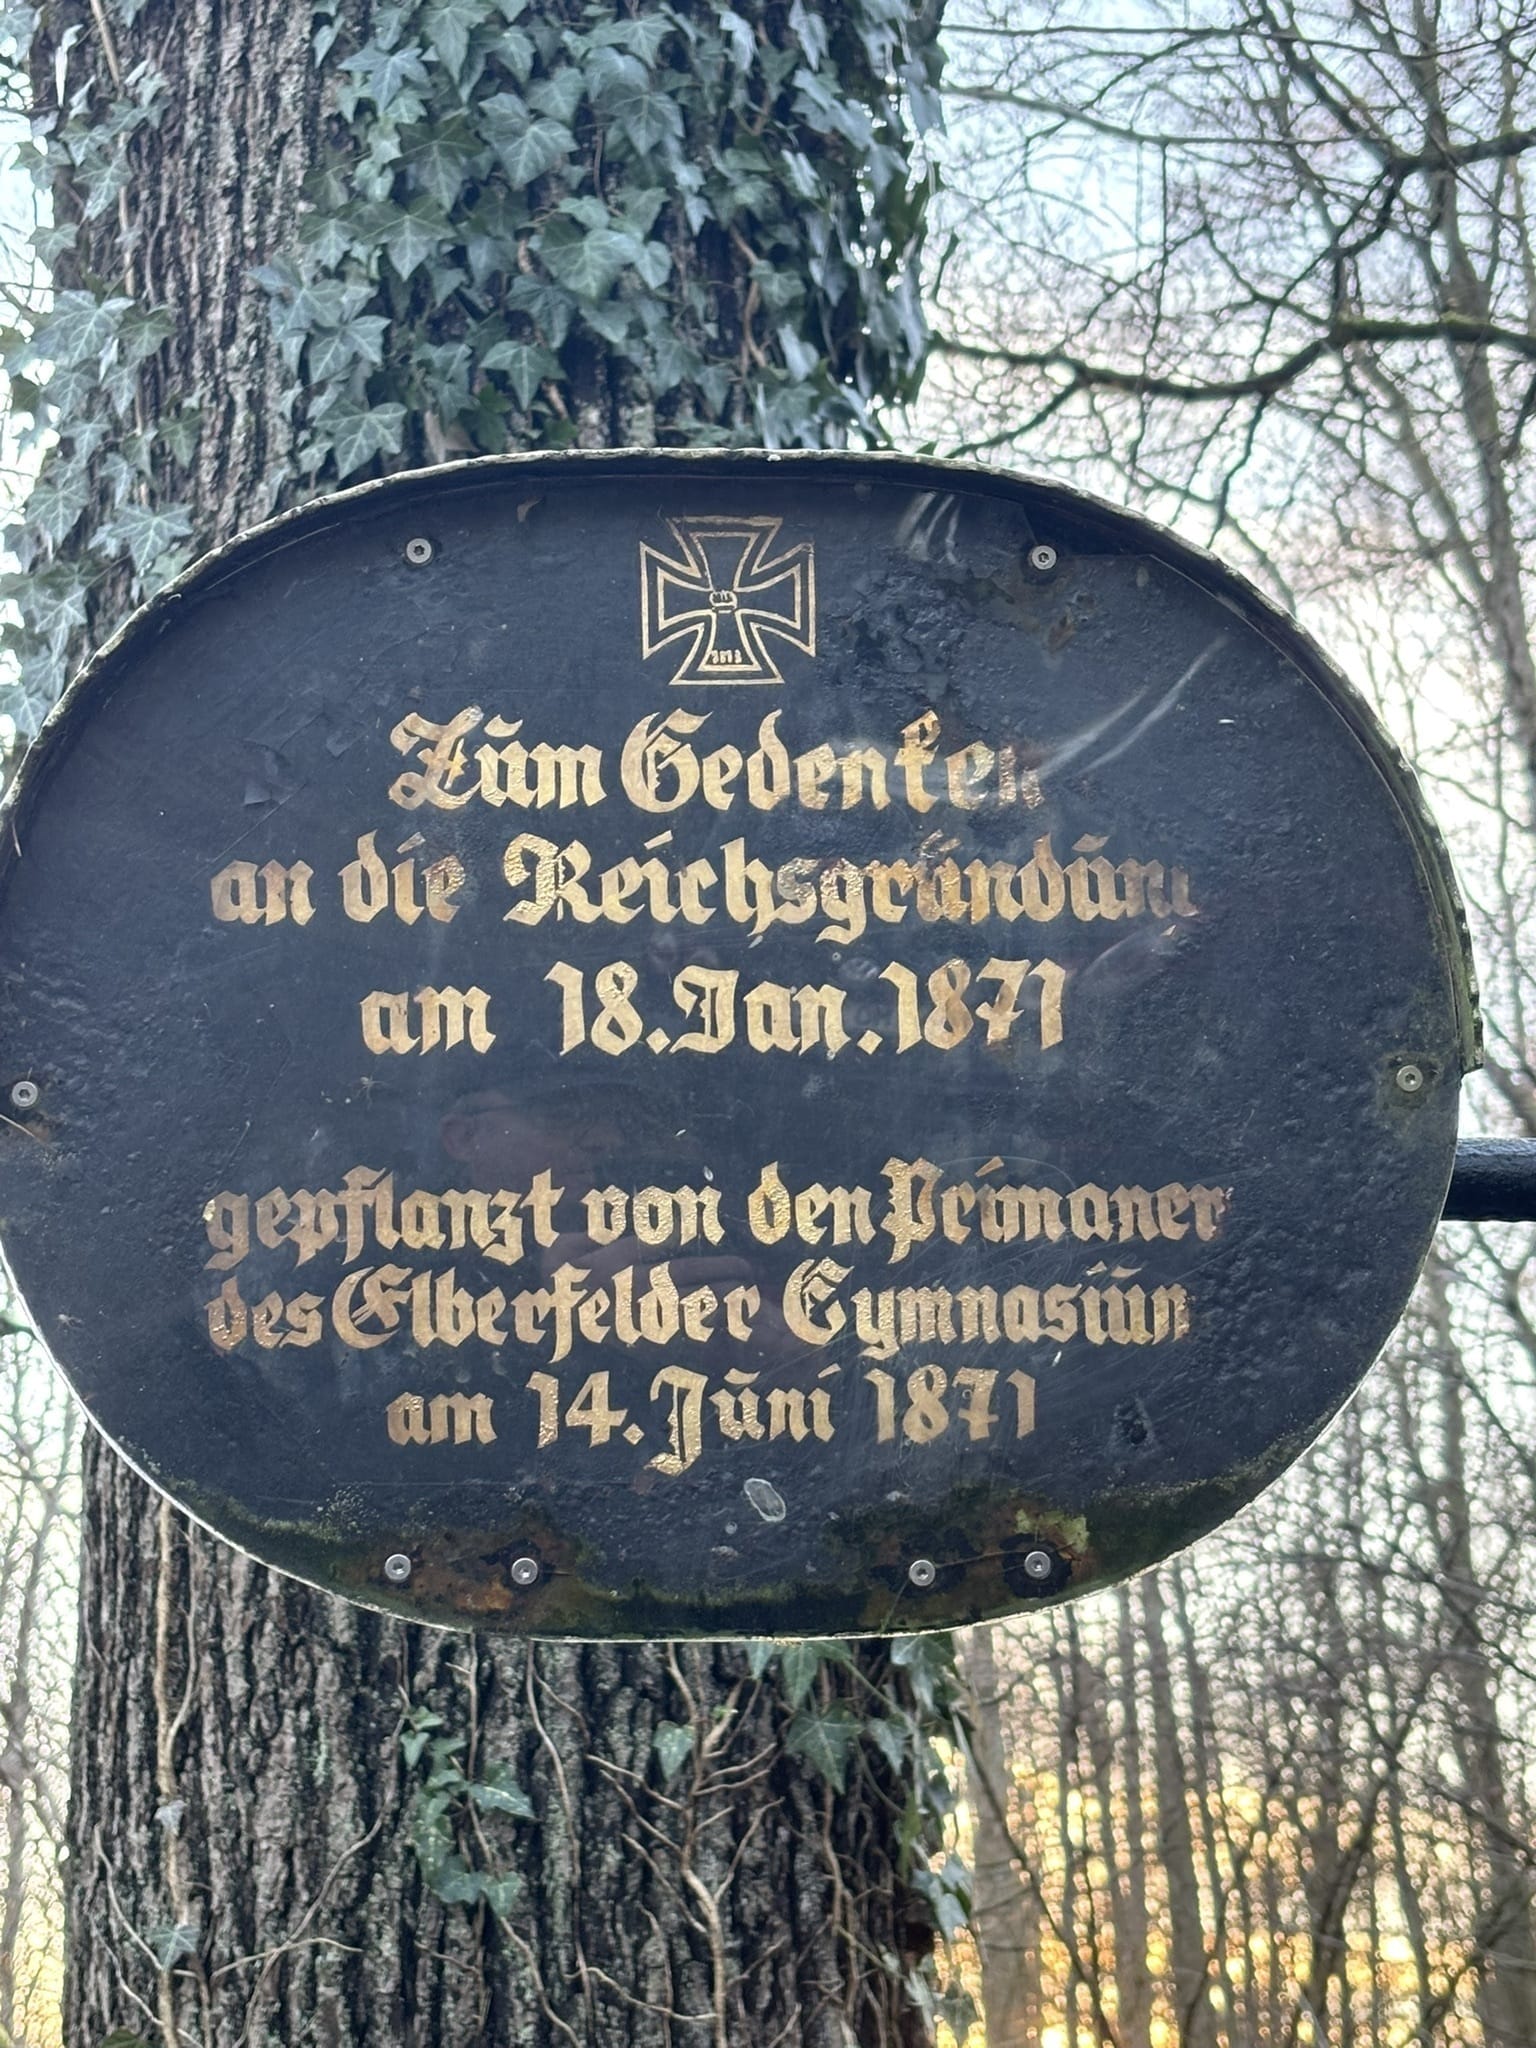 Zum Gedenken
an die Reichsgründung
am 18. Jan. 1871
gepflanzt von den Primaner
des Elberfelder Gymnasium
am 14. Juni 1871